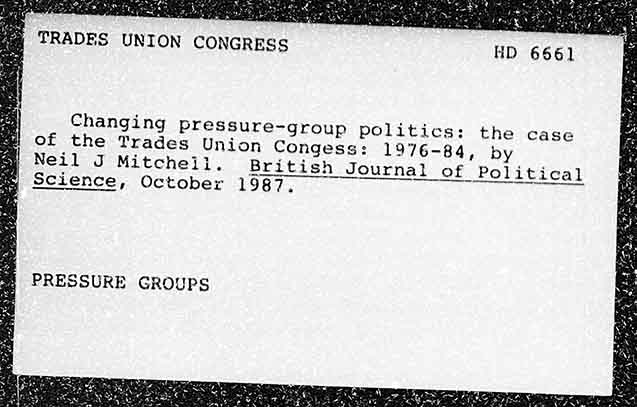 TRADES UNION CONGRESS
HD 6661
Changing pressure-group politics: the case
of the Trades Union Congess: 1976-84, by
Neil J Mitchell. British Journal of Political
Science, October 1987.
PRESSURE GROUPS